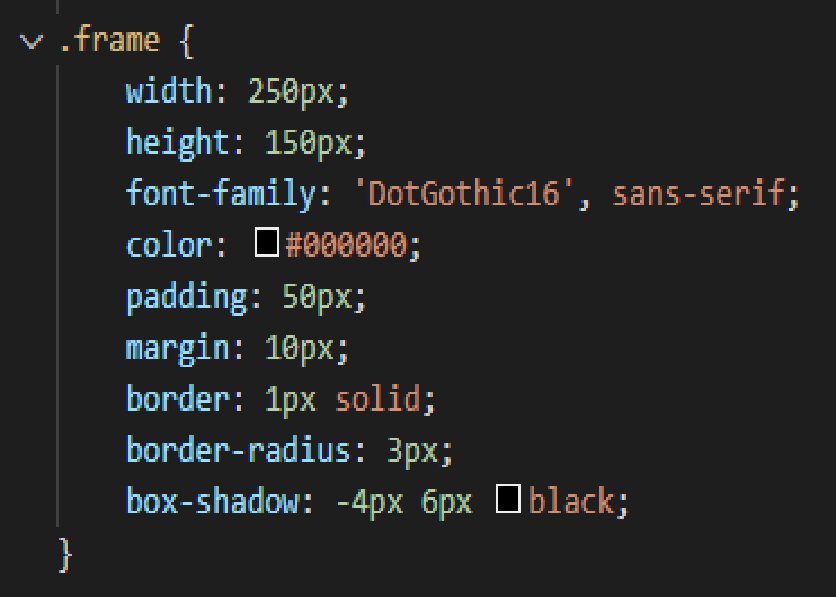 .frame {
width: 250px;
height: 150px;
font-family: 'DotGothic16', sans-serif;
color: #000000;
padding: 50px;
margin: 10px;
border: 1px solid;
border-radius: 3px;
box-shadow: -4px 6px black;
}